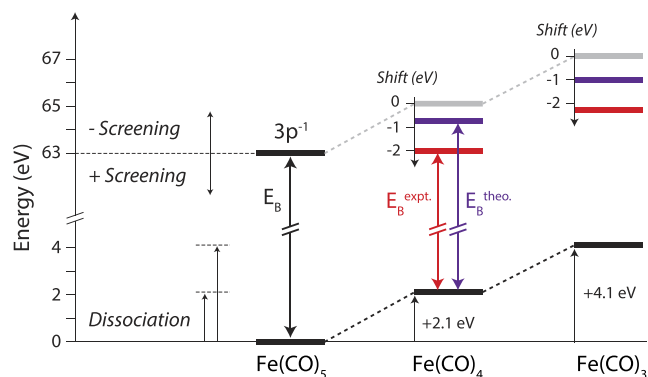 Shift (eV)
0
-1
-2
Shift (eV)
0
-1
-2
67
65
63
4
2
0
Energy (eV)
- Screening
+ Screening
3p⁻¹
E_B
E_B^expt.
E_B^theo.
Dissociation
+2.1 eV
+4.1 eV
Fe(CO)₅
Fe(CO)₄
Fe(CO)₃